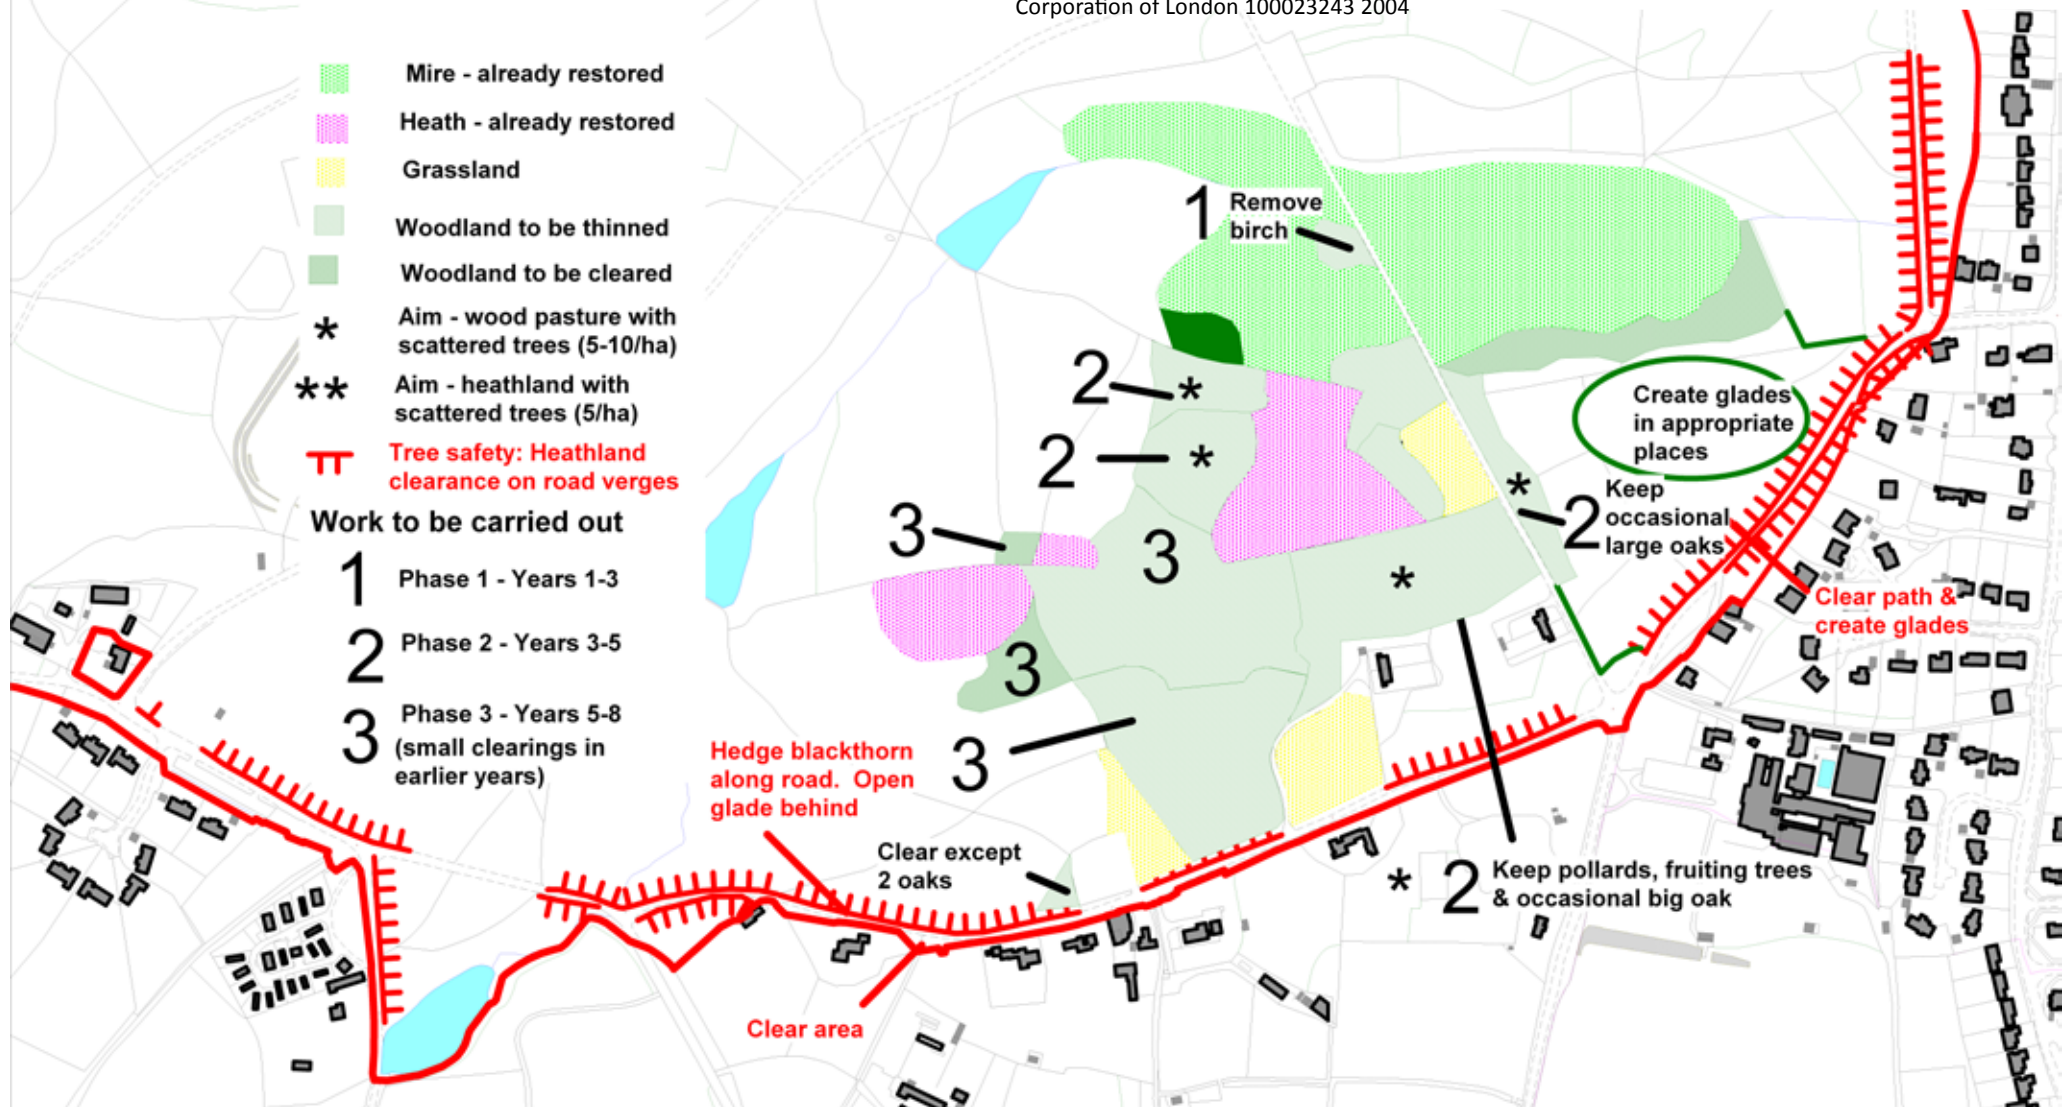 Corporation of London 100023243 2004
Mire - already restored
Heath - already restored
Grassland
Woodland to be thinned
Woodland to be cleared
* Aim - wood pasture with
scattered trees (5-10/ha)
** Aim - heathland with
scattered trees (5/ha)
Tree safety: Heathland
clearance on road verges
Work to be carried out
1 Phase 1 - Years 1-3
2 Phase 2 - Years 3-5
3 Phase 3 - Years 5-8
(small clearings in
earlier years)
1 Remove
birch
2 *
2 *
3
3
3
3
*
*
2 Keep
occasional
large oaks
Create glades
in appropriate
places
Clear path &
create glades
Hedge blackthorn
along road. Open
glade behind
Clear except
2 oaks
Clear area
* 2 Keep pollards, fruiting trees
& occasional big oak